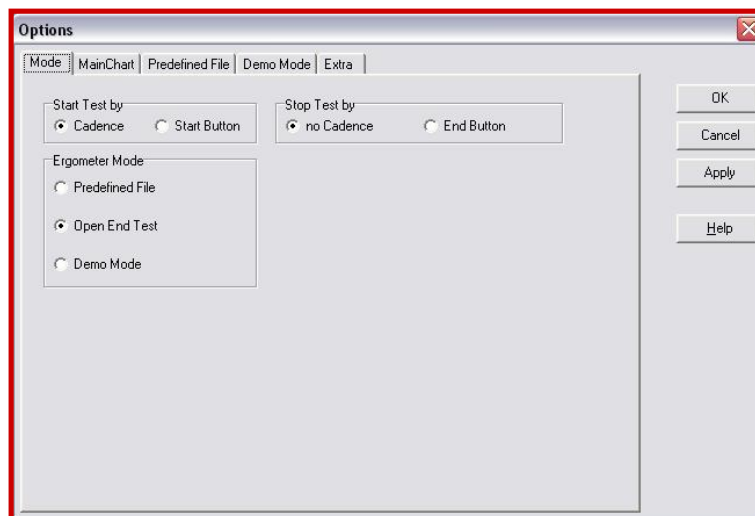 Options
Mode MainChart Predefined File Demo Mode Extra
Start Test by
Cadence Start Button
Stop Test by
no Cadence End Button
Ergometer Mode
Predefined File
Open End Test
Demo Mode
OK
Cancel
Apply
Help